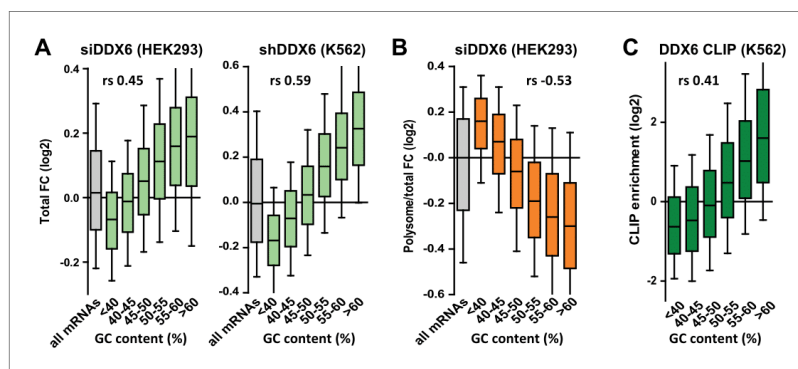 A siDDX6 (HEK293) shDDX6 (K562) B siDDX6 (HEK293) C DDX6 CLIP (K562)
rs 0.45
rs 0.59
rs -0.53
rs 0.41
Total FC (log2)
0.4
0.2
0.0
-0.2
all mRNAs
<40
40-45
45-50
50-55
55-60
>60
GC content (%)
0.6
0.4
0.2
0.0
-0.2
-0.4
all mRNAs
<40
40-45
45-50
50-55
55-60
>60
GC content (%)
Polysome/total FC (log2)
0.4
0.2
-0.0
-0.2
-0.4
-0.6
all mRNAs
<40
40-45
45-50
50-55
55-60
>60
GC content (%)
CLIP enrichment (log2)
2
0
-2
<40
40-45
45-50
50-55
55-60
>60
GC content (%)